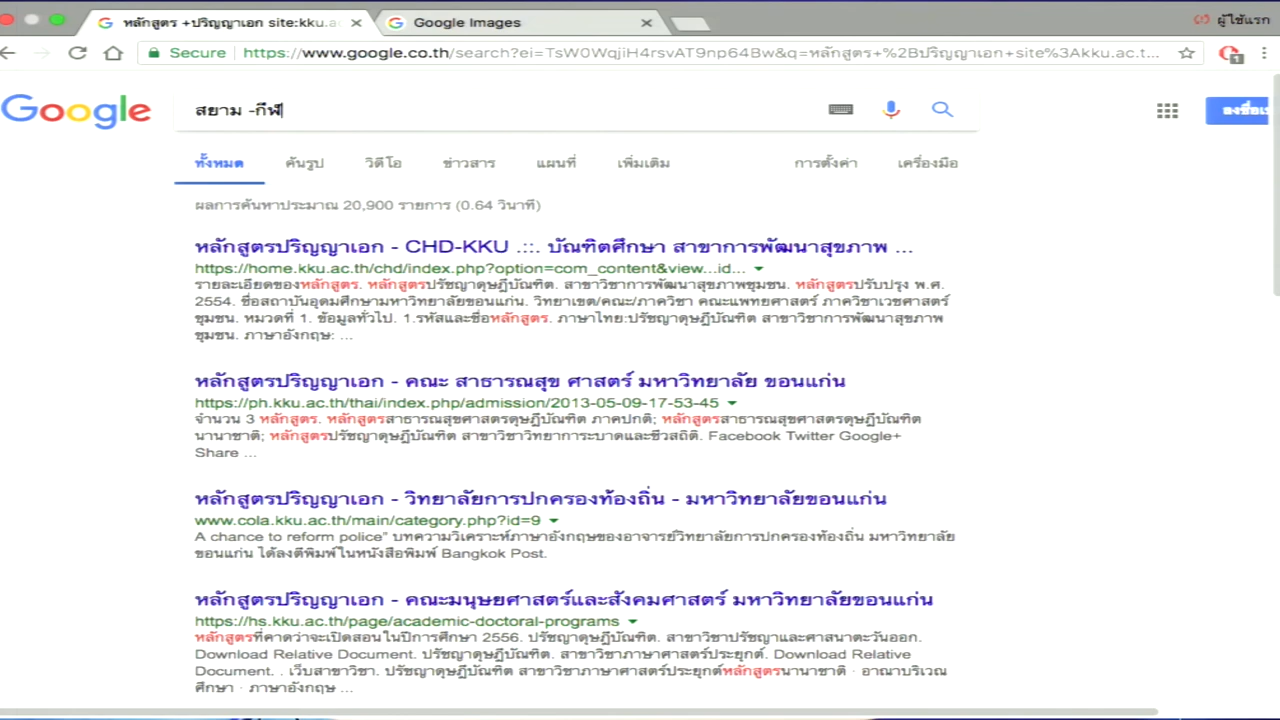 หลักสูตร +ปริญญาเอก site:kku.ac
Google Images
ผู้ใช้แรก
Secure
https://www.google.co.th/search?ei=TsW0WqjiH4rsvAT9np64Bw&q=หลักสูตร+%2Bปริญญาเอก+site%3Akku.ac.t...
Google
สยาม -กีฬ
ทั้งหมด
ค้นรูป
วิดีโอ
ข่าวสาร
แผนที่
เพิ่มเติม
การตั้งค่า
เครื่องมือ
ผลการค้นหาประมาณ 20,900 รายการ (0.64 วินาที)
หลักสูตรปริญญาเอก - CHD-KKU .::. บัณฑิตศึกษา สาขาการพัฒนาสุขภาพ ...
https://home.kku.ac.th/chd/index.php?option=com_content&view...id...
รายละเอียดของหลักสูตร. หลักสูตรปรัชญาดุษฎีบัณฑิต. สาขาวิชาการพัฒนาสุขภาพชุมชน. หลักสูตรปรับปรุง พ.ศ.
2554. ชื่อสถาบันอุดมศึกษามหาวิทยาลัยขอนแก่น. วิทยาเขต/คณะ/ภาควิชา คณะแพทยศาสตร์ ภาควิชาเวชศาสตร์
ชุมชน. หมวดที่ 1. ข้อมูลทั่วไป. 1.รหัสและชื่อหลักสูตร. ภาษาไทย:ปรัชญาดุษฎีบัณฑิต สาขาวิชาการพัฒนาสุขภาพ
ชุมชน. ภาษาอังกฤษ: ...
หลักสูตรปริญญาเอก - คณะ สาธารณสุข ศาสตร์ มหาวิทยาลัย ขอนแก่น
https://ph.kku.ac.th/thai/index.php/admission/2013-05-09-17-53-45
จำนวน 3 หลักสูตร. หลักสูตรสาธารณสุขศาสตรดุษฎีบัณฑิต ภาคปกติ; หลักสูตรสาธารณสุขศาสตรดุษฎีบัณฑิต
นานาชาติ; หลักสูตรปรัชญาดุษฎีบัณฑิต สาขาวิชาวิทยาการะบาดและชีวสถิติ. Facebook Twitter Google+
Share ...
หลักสูตรปริญญาเอก - วิทยาลัยการปกครองท้องถิ่น - มหาวิทยาลัยขอนแก่น
www.cola.kku.ac.th/main/category.php?id=9
A chance to reform police” บทความวิเคราะห์ภาษาอังกฤษของอาจารย์วิทยาลัยการปกครองท้องถิ่น มหาวิทยาลัย
ขอนแก่น ได้ลงตีพิมพ์ในหนังสือพิมพ์ Bangkok Post.
หลักสูตรปริญญาเอก - คณะมนุษยศาสตร์และสังคมศาสตร์ มหาวิทยาลัยขอนแก่น
https://hs.kku.ac.th/page/academic-doctoral-programs
หลักสูตรที่คาดว่าจะเปิดสอนในปีการศึกษา 2556. ปรัชญาดุษฎีบัณฑิต. สาขาวิชาปรัชญาและศาสนาตะวันออก.
Download Relative Document. ปรัชญาดุษฎีบัณฑิต. สาขาวิชาภาษาศาสตร์ประยุกต์. Download Relative
Document. . เว็บสาขาวิชา. ปรัชญาดุษฎีบัณฑิต สาขาวิชาภาษาศาสตร์ประยุกต์หลักสูตรนานาชาติ · อาณาบริเวณ
ศึกษา · ภาษาอังกฤษ ...